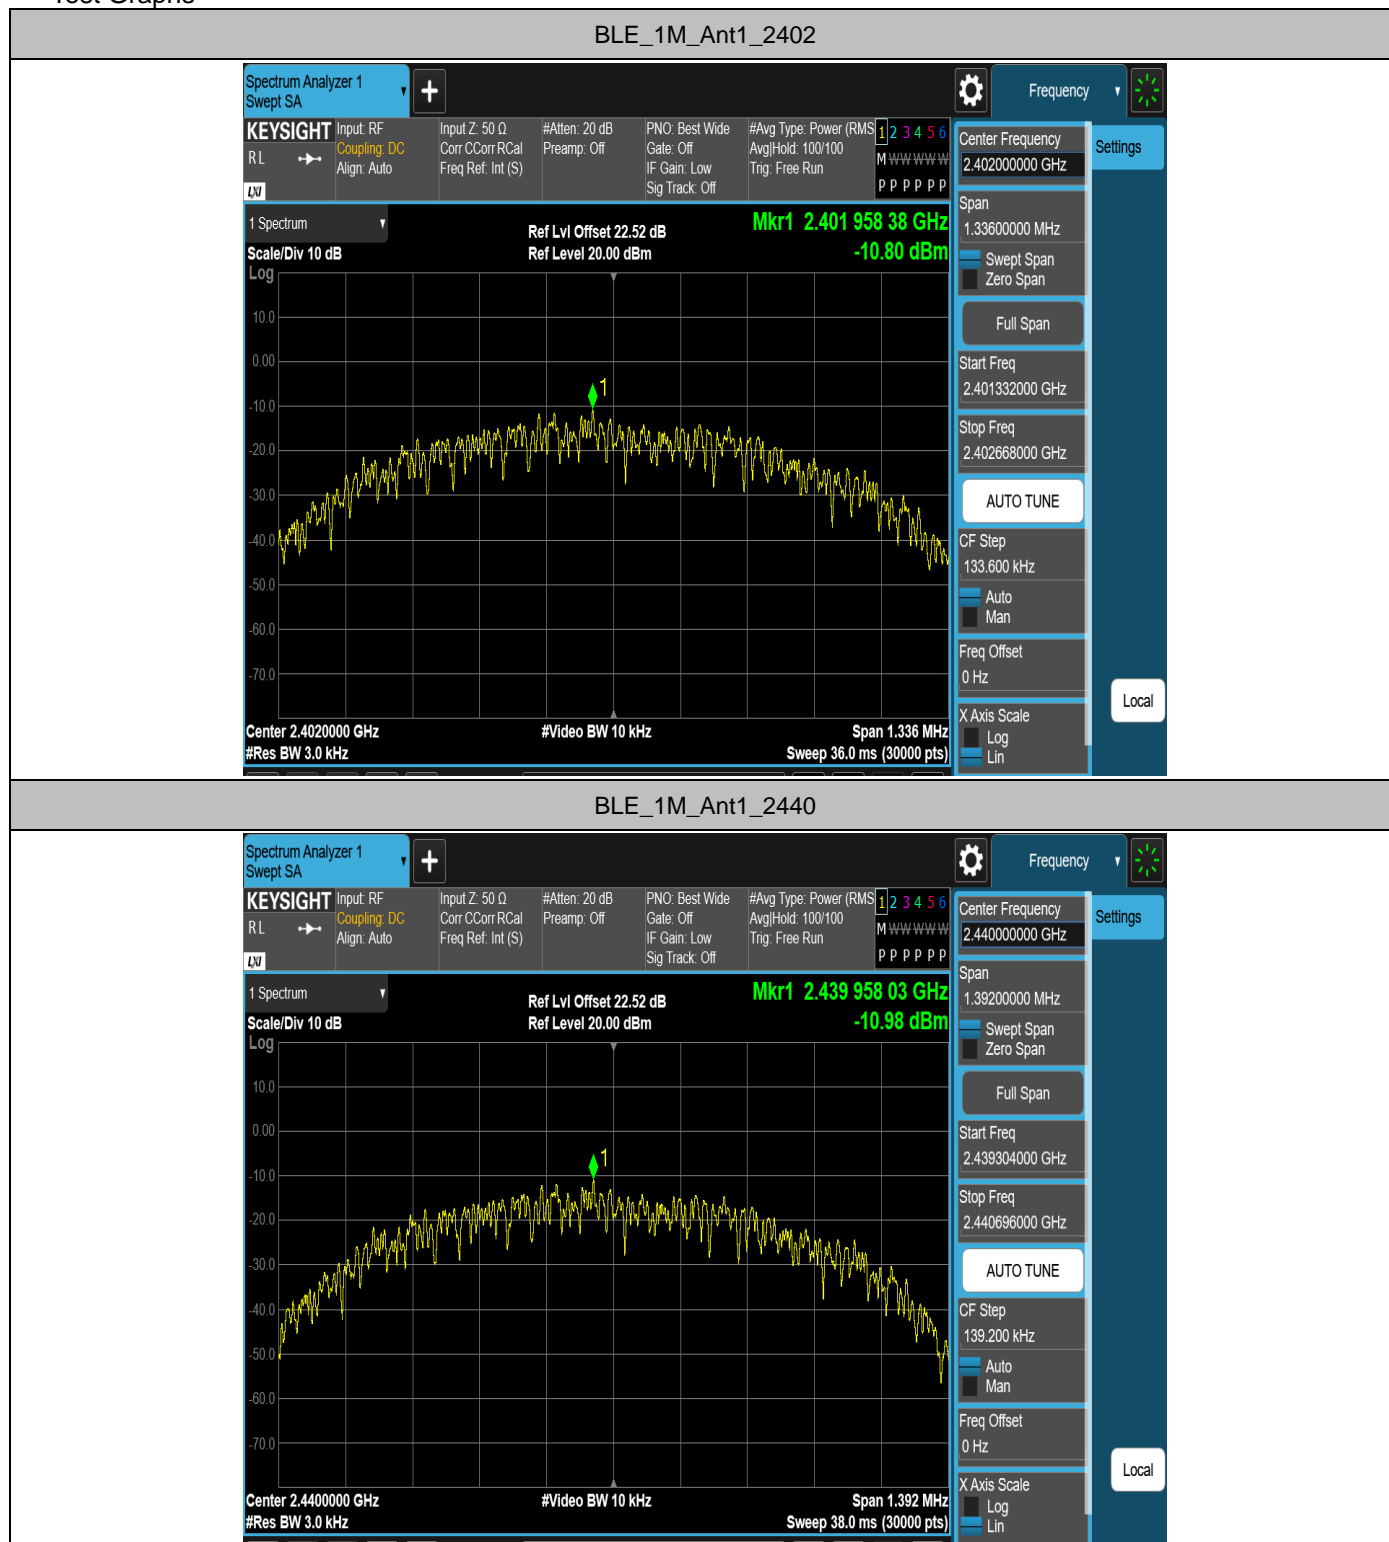 Test Graphs
BLE_1M_Ant1_2402
Spectrum Analyzer 1
Swept SA
+
Frequency
KEYSIGHT
RL
LXI
Input: RF
Coupling: DC
Align: Auto
Input Z: 50 Ω
Corr CCorr RCal
Freq Ref: Int (S)
#Atten: 20 dB
Preamp: Off
PNO: Best Wide
Gate: Off
IF Gain: Low
Sig Track: Off
#Avg Type: Power (RMS
Avg|Hold: 100/100
Trig: Free Run
1 2 3 4 5 6
M W W W W W
P P P P P P
Center Frequency
2.402000000 GHz
Settings
Span
1.33600000 MHz
Swept Span
Zero Span
Full Span
Start Freq
2.401332000 GHz
Stop Freq
2.402668000 GHz
AUTO TUNE
CF Step
133.600 kHz
Auto
Man
Freq Offset
0 Hz
X Axis Scale
Log
Lin
Local
1 Spectrum
Scale/Div 10 dB
Log
Ref Lvl Offset 22.52 dB
Ref Level 20.00 dBm
Mkr1 2.401 958 38 GHz
-10.80 dBm
10.0
0.00
1
-10.0
-20.0
-30.0
-40.0
-50.0
-60.0
-70.0
Center 2.4020000 GHz
#Res BW 3.0 kHz
#Video BW 10 kHz
Span 1.336 MHz
Sweep 36.0 ms (30000 pts)
BLE_1M_Ant1_2440
Spectrum Analyzer 1
Swept SA
+
Frequency
KEYSIGHT
RL
LXI
Input: RF
Coupling: DC
Align: Auto
Input Z: 50 Ω
Corr CCorr RCal
Freq Ref: Int (S)
#Atten: 20 dB
Preamp: Off
PNO: Best Wide
Gate: Off
IF Gain: Low
Sig Track: Off
#Avg Type: Power (RMS
Avg|Hold: 100/100
Trig: Free Run
1 2 3 4 5 6
M W W W W W
P P P P P P
Center Frequency
2.440000000 GHz
Settings
Span
1.39200000 MHz
Swept Span
Zero Span
Full Span
Start Freq
2.439304000 GHz
Stop Freq
2.440696000 GHz
AUTO TUNE
CF Step
139.200 kHz
Auto
Man
Freq Offset
0 Hz
X Axis Scale
Log
Lin
Local
1 Spectrum
Scale/Div 10 dB
Log
Ref Lvl Offset 22.52 dB
Ref Level 20.00 dBm
Mkr1 2.439 958 03 GHz
-10.98 dBm
10.0
0.00
1
-10.0
-20.0
-30.0
-40.0
-50.0
-60.0
-70.0
Center 2.4400000 GHz
#Res BW 3.0 kHz
#Video BW 10 kHz
Span 1.392 MHz
Sweep 38.0 ms (30000 pts)